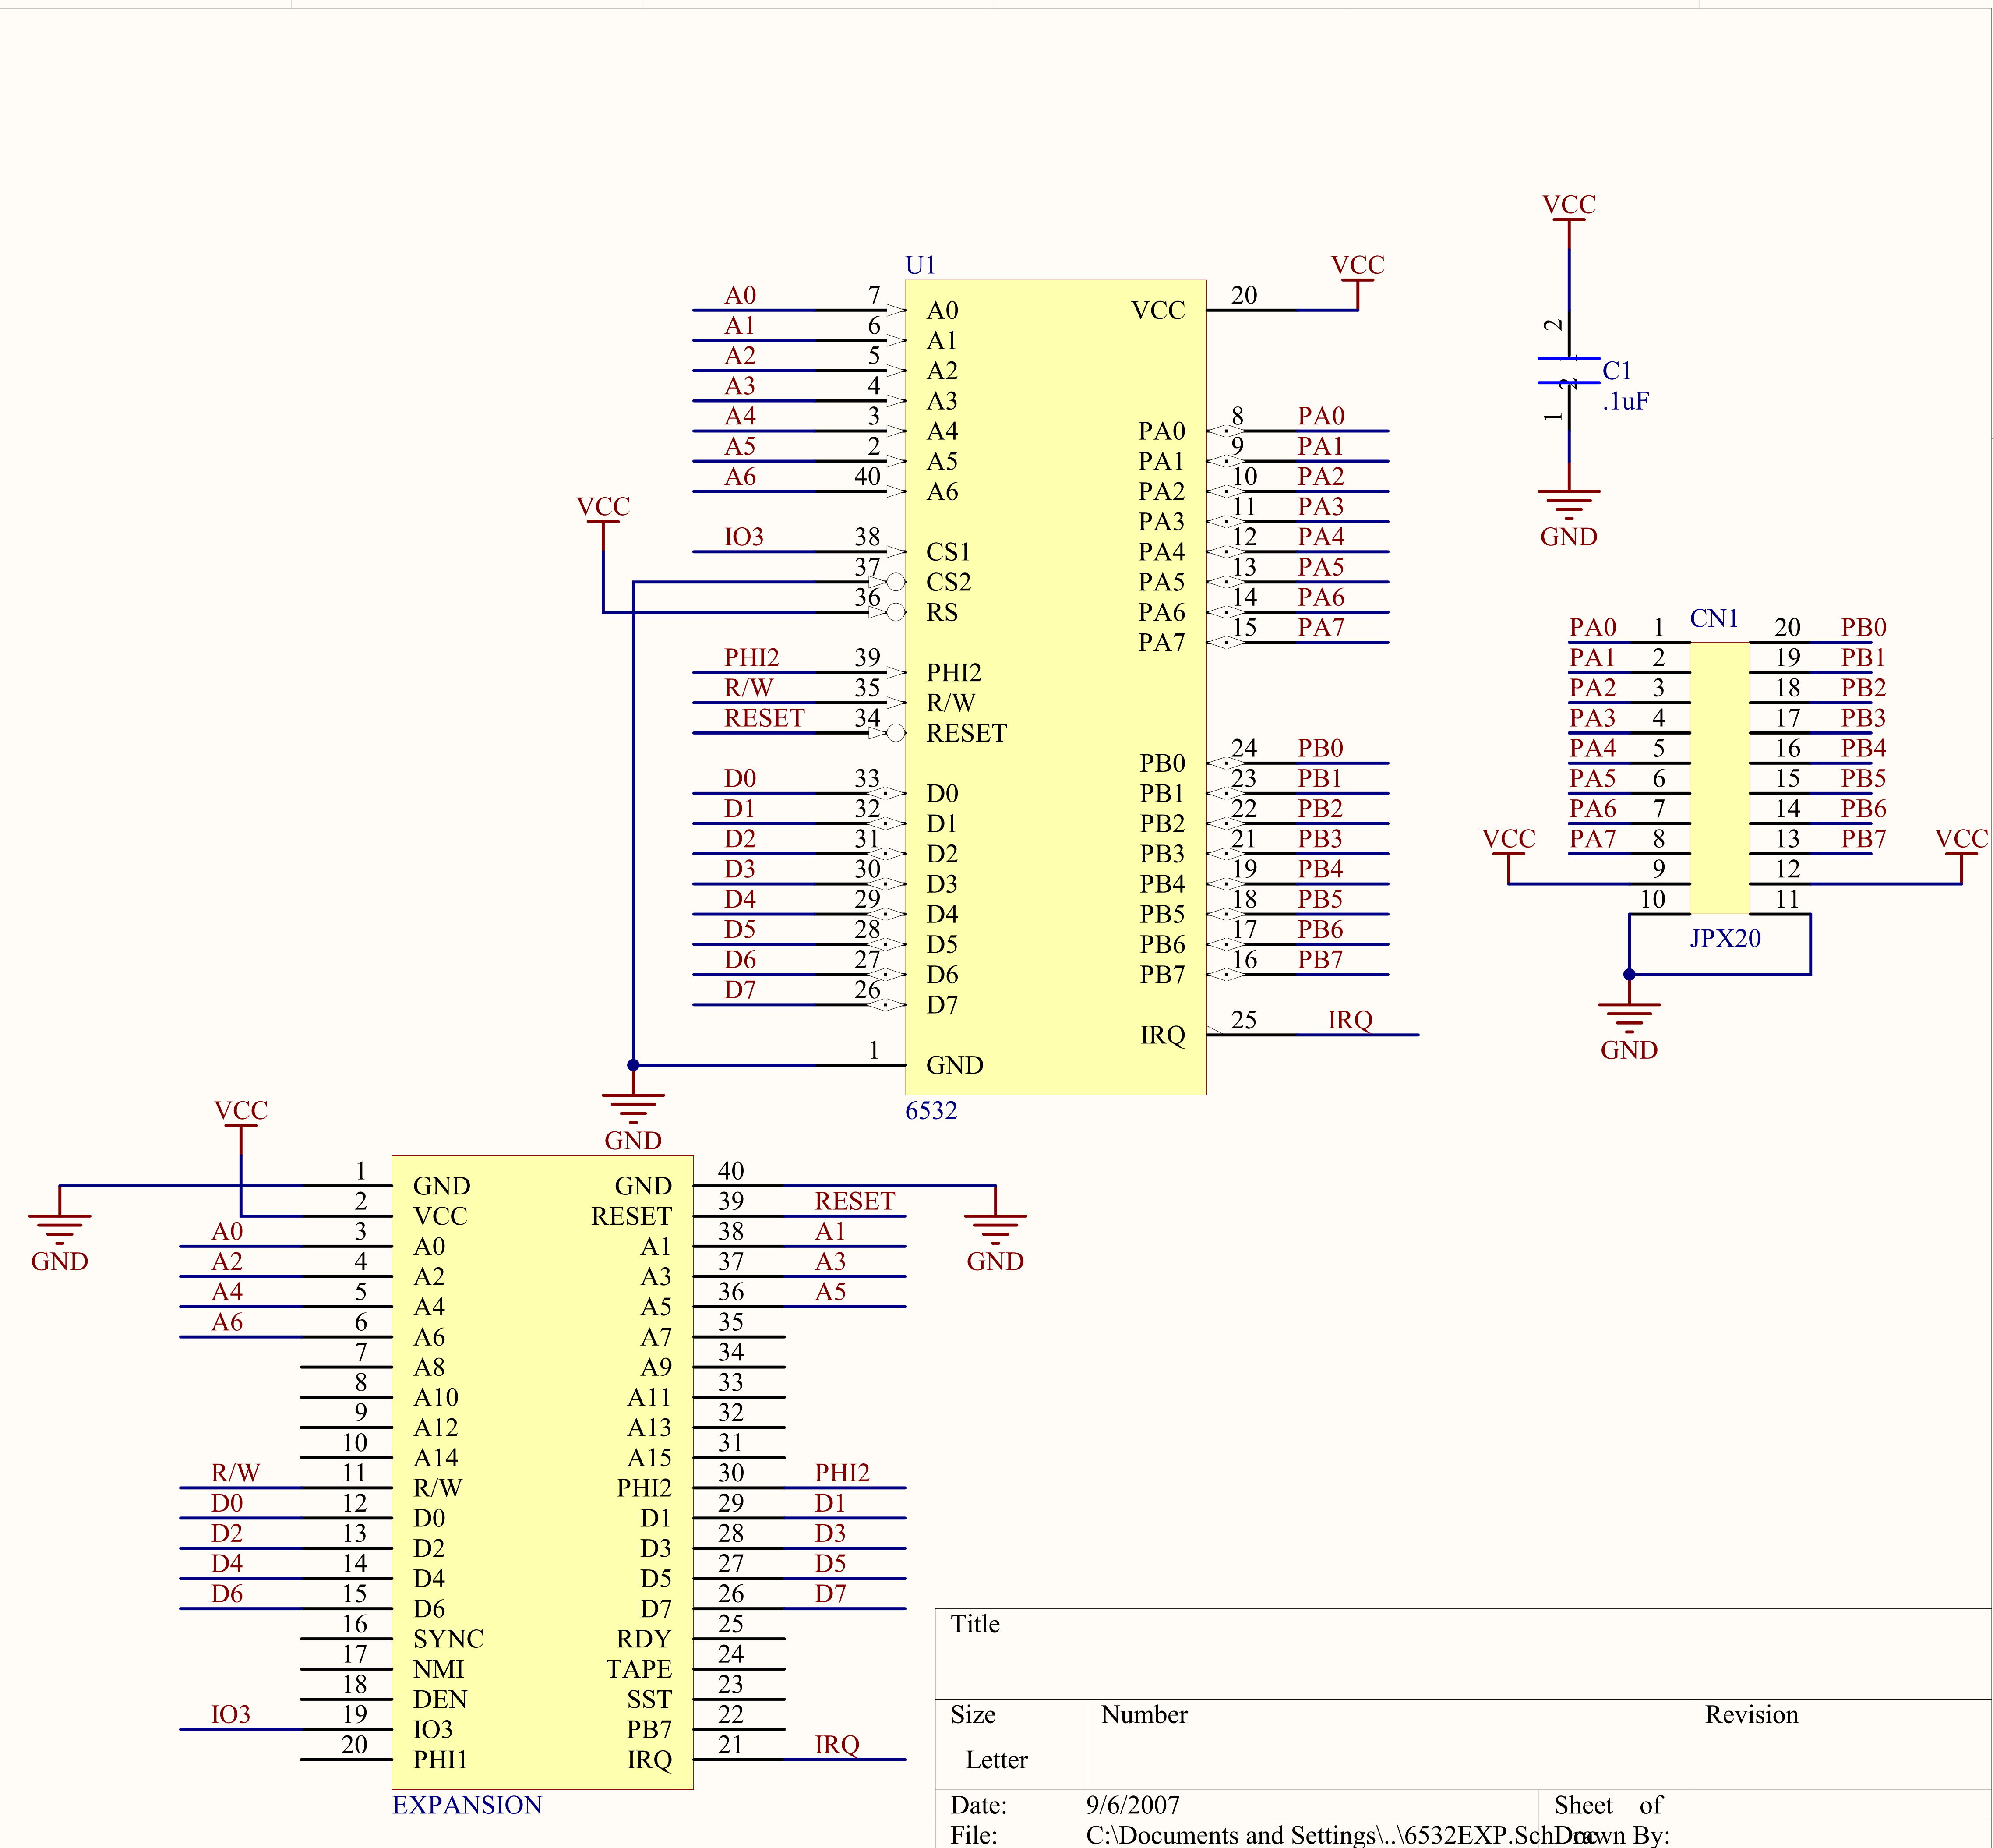 VCC
C1
.1uF
2
1
2
1
GND
U1
6532
A0 7 A0
A1 6 A1
A2 5 A2
A3 4 A3
A4 3 A4
A5 2 A5
A6 40 A6
VCC
IO3 38 CS1
37 CS2
36 RS
PHI2 39 PHI2
R/W 35 R/W
RESET 34 RESET
D0 33 D0
D1 32 D1
D2 31 D2
D3 30 D3
D4 29 D4
D5 28 D5
D6 27 D6
D7 26 D7
1 GND
GND
VCC
VCC 20
PA0 8 PA0
PA1 9 PA1
PA2 10 PA2
PA3 11 PA3
PA4 12 PA4
PA5 13 PA5
PA6 14 PA6
PA7 15 PA7
PB0 24 PB0
PB1 23 PB1
PB2 22 PB2
PB3 21 PB3
PB4 19 PB4
PB5 18 PB5
PB6 17 PB6
PB7 16 PB7
IRQ 25 IRQ
CN1
PA0 1 20 PB0
PA1 2 19 PB1
PA2 3 18 PB2
PA3 4 17 PB3
PA4 5 16 PB4
PA5 6 15 PB5
PA6 7 14 PB6
VCC PA7 8 13 PB7 VCC
9 12
10 11
JPX20
GND
VCC
1 GND GND 40
2 VCC RESET 39 RESET
A0 3 A0 A1 38 A1
GND A2 4 A2 A3 37 A3 GND
A4 5 A4 A5 36 A5
A6 6 A6 A7 35
7 A8 A9 34
8 A10 A11 33
9 A12 A13 32
10 A14 A15 31
R/W 11 R/W PHI2 30 PHI2
D0 12 D0 D1 29 D1
D2 13 D2 D3 28 D3
D4 14 D4 D5 27 D5
D6 15 D6 D7 26 D7
16 SYNC RDY 25
17 NMI TAPE 24
18 DEN SST 23
IO3 19 IO3 PB7 22
20 PHI1 IRQ 21 IRQ
EXPANSION
Title
Size Number Revision
Letter
Date: 9/6/2007 Sheet of
File: C:\Documents and Settings\..\6532EXP.SchDoc Drawn By: